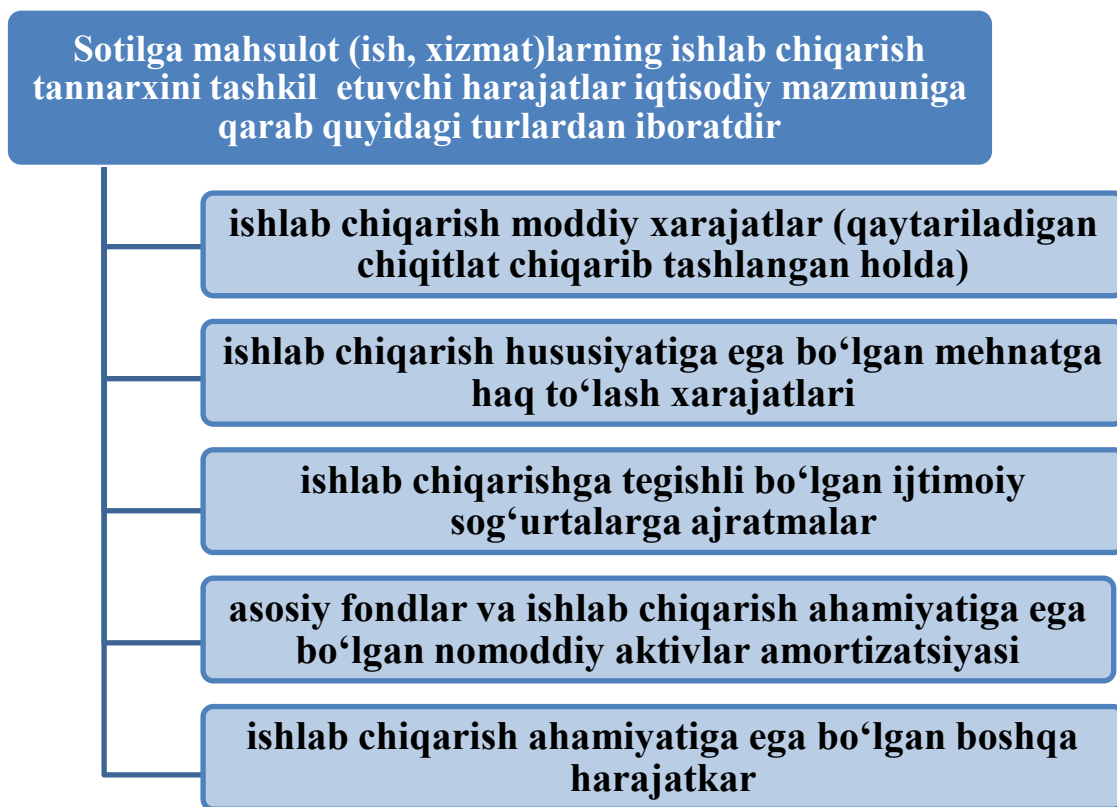 Sotilga mahsulot (ish, xizmat)larning ishlab chiqarish
tannarxini tashkil etuvchi harajatlar iqtisodiy mazmuniga
qarab quyidagi turlardan iboratdir
ishlab chiqarish moddiy xarajatlar (qaytariladigan
chiqitlat chiqarib tashlangan holda)
ishlab chiqarish hususiyatiga ega bo‘lgan mehnatga
haq to‘lash xarajatlari
ishlab chiqarishga tegishli bo‘lgan ijtimoiy
sog‘urtalarga ajratmalar
asosiy fondlar va ishlab chiqarish ahamiyatiga ega
bo‘lgan nomoddiy aktivlar amortizatsiyasi
ishlab chiqarish ahamiyatiga ega bo‘lgan boshqa
harajatkar